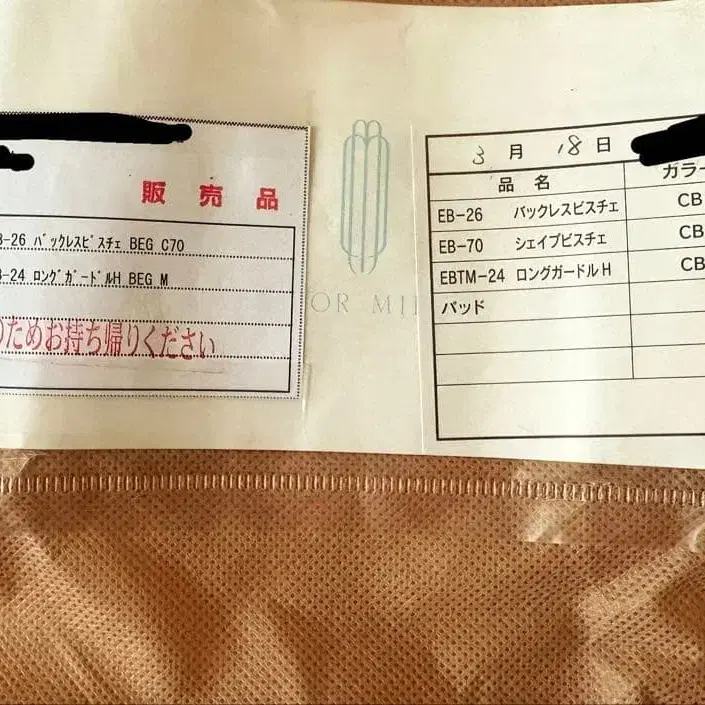 販売品
-26 バックレスビスチェ BEG C70
-24 ロングガードルH BEG M
のためお持ち帰りください
OR MI
3月 18日
品名 カラー
EB-26 バックレスビスチェ CB
EB-70 シェイプビスチェ CB
EBTM-24 ロングガードルH CB
パッド